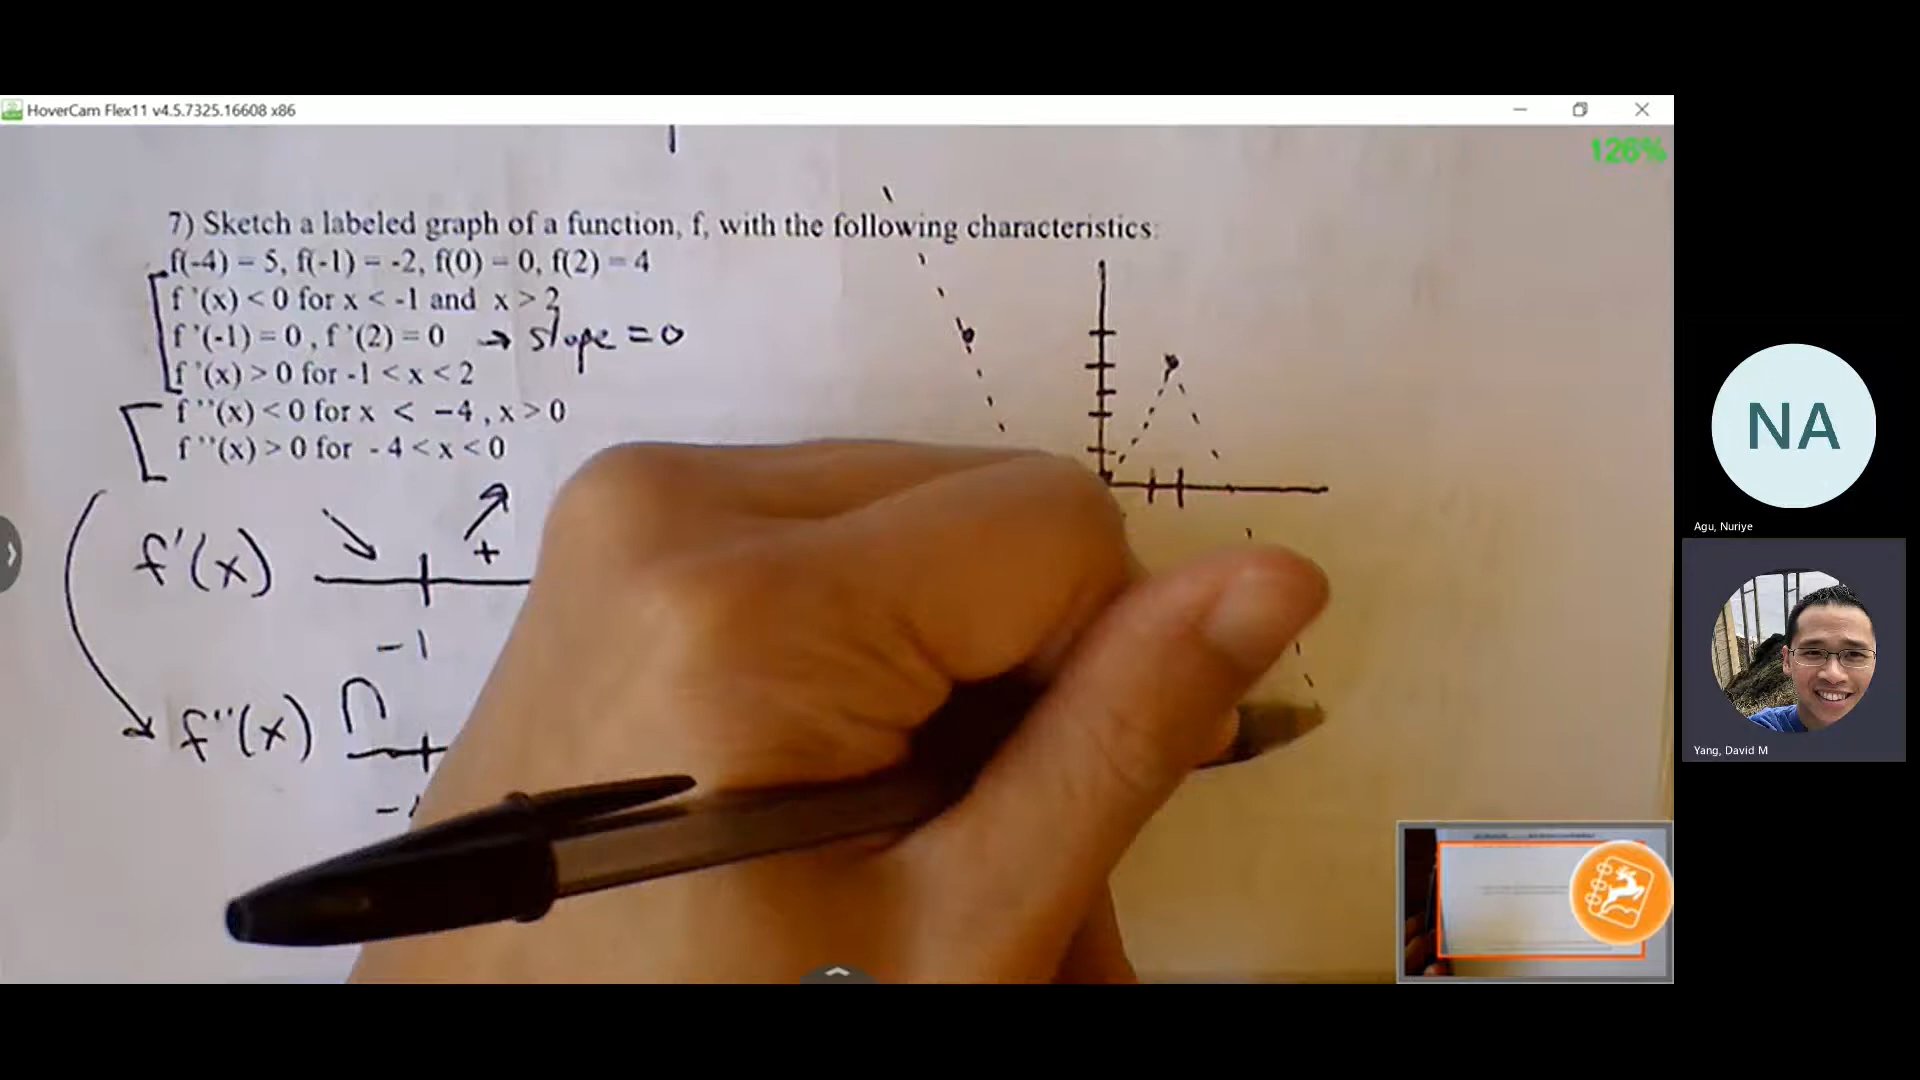 HoverCam Flex11 v4.5.7325.16608 x86
126%
7) Sketch a labeled graph of a function, f, with the following characteristics:
f(-4) = 5, f(-1) = -2, f(0) = 0, f(2) = 4
f '(x) < 0 for x < -1 and x > 2
f '(-1) = 0 , f '(2) = 0 → slope = 0
f '(x) > 0 for -1 < x < 2
f ''(x) < 0 for x < −4 , x > 0
f ''(x) > 0 for - 4 < x < 0
f'(x)
+
-1
f''(x)
NA
Agu, Nuriye
Yang, David M